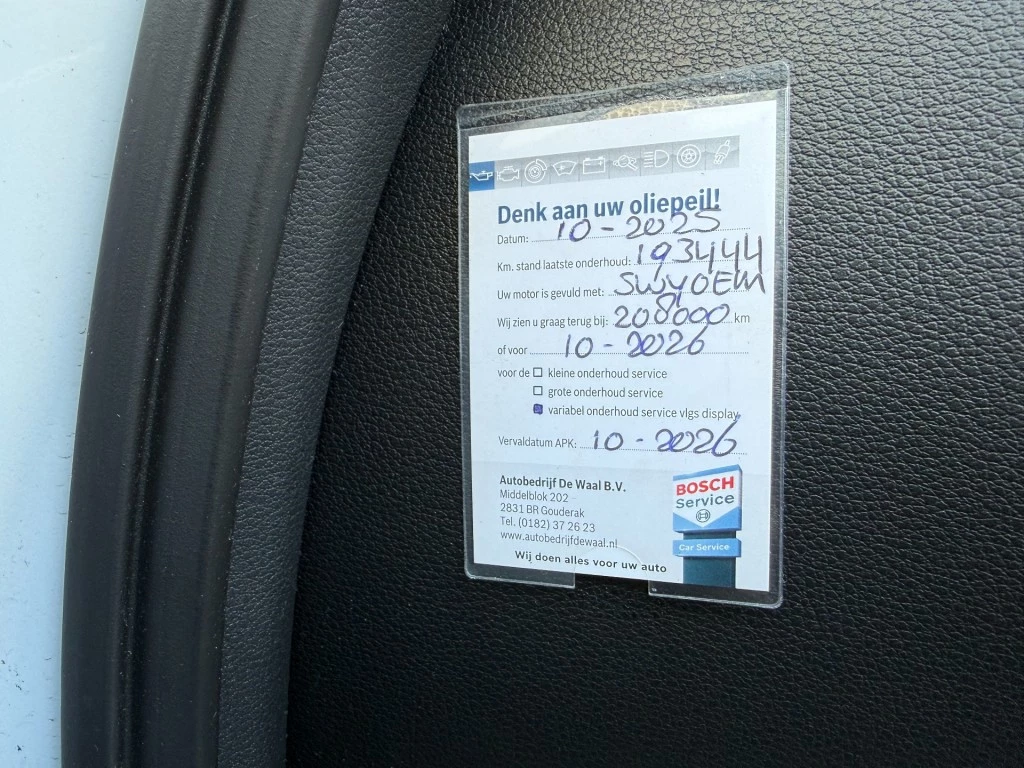 Denk aan uw oliepeil!
Datum: 10 - 2025
Km. stand laatste onderhoud: 193444
Uw motor is gevuld met: 5W40EM
Wij zien u graag terug bij: 208000 km
of voor 10 - 2026
voor de kleine onderhoud service
grote onderhoud service
variabel onderhoud service vlgs display
Vervaldatum APK: 10 - 2026
Autobedrijf De Waal B.V.
Middelblok 202
2831 BR Gouderak
Tel. (0182) 37 26 23
www.autobedrijfdewaal.nl
Wij doen alles voor uw auto
BOSCH
Service
Car Service